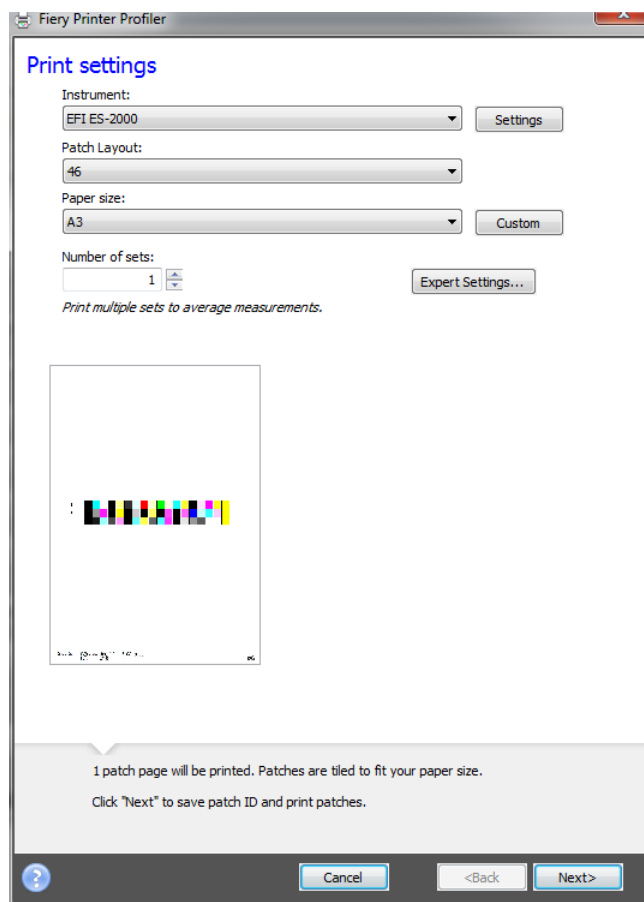 Fiery Printer Profiler
Print settings
Instrument:
EFI ES-2000
Settings
Patch Layout:
46
Paper size:
A3
Custom
Number of sets:
1
Expert Settings...
Print multiple sets to average measurements.
1 patch page will be printed. Patches are tiled to fit your paper size.
Click "Next" to save patch ID and print patches.
?
Cancel
<Back
Next>